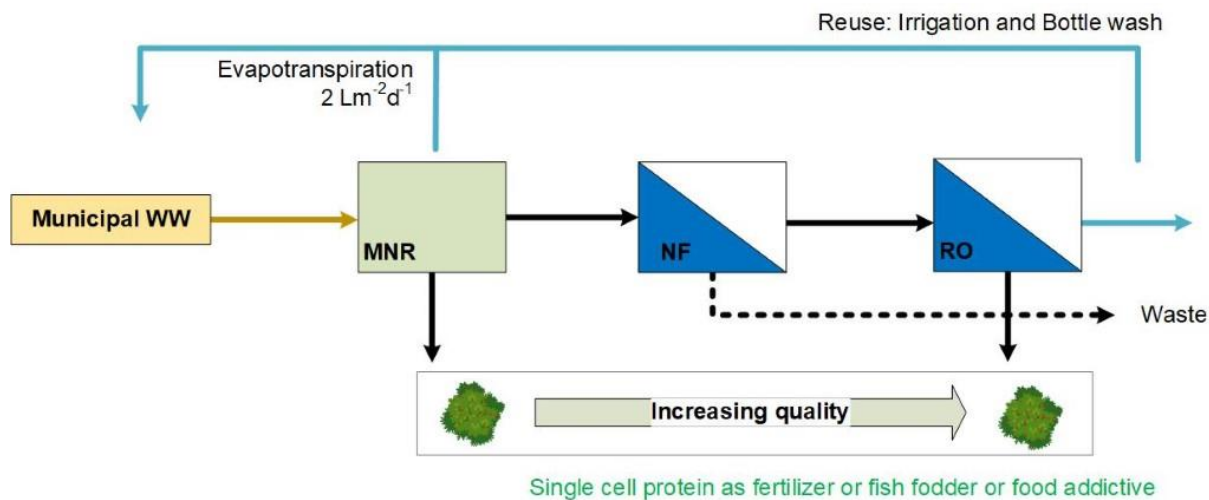 Reuse: Irrigation and Bottle wash
Evapotranspiration
2 Lm⁻²d⁻¹
Municipal WW
MNR
NF
RO
Waste
Increasing quality
Single cell protein as fertilizer or fish fodder or food addictive